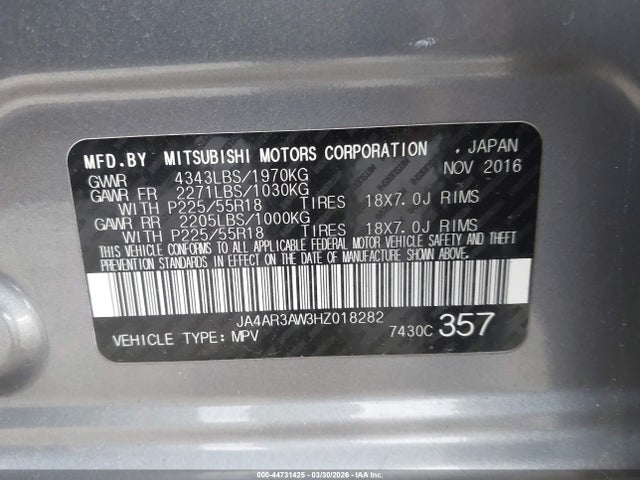 MFD.BY MITSUBISHI MOTORS CORPORATION , JAPAN
GVWR 4343LBS/1970KG NOV 2016
GAWR FR 2271LBS/1030KG
WITH P225/55R18 TIRES 18X7.0J RIMS
GAWR RR 2205LBS/1000KG
WITH P225/55R18 TIRES 18X7.0J RIMS
THIS VEHICLE CONFORMS TO ALL APPLICABLE FEDERAL MOTOR VEHICLE SAFETY AND THEFT
PREVENTION STANDARDS IN EFFECT ON THE DATE OF MANUFACTURE SHOWN ABOVE.
JA4AR3AW3HZ018282
VEHICLE TYPE: MPV 7430C 357
000-44731425 - 03/30/2026 - IAA Inc.